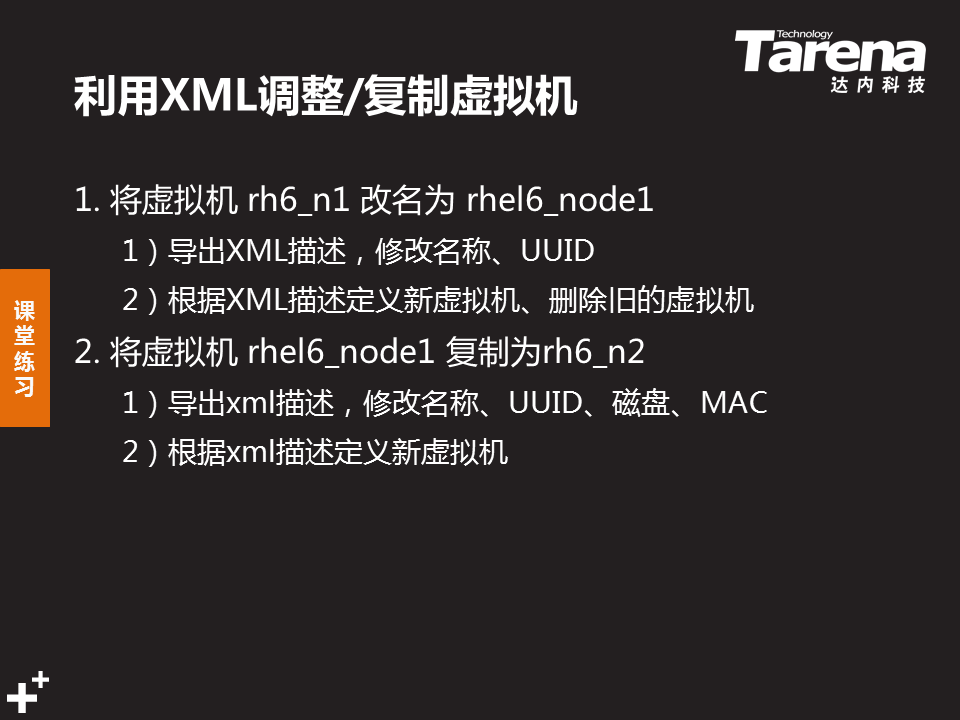 Technology
Tarena
达内科技
利用XML调整/复制虚拟机
1. 将虚拟机 rh6_n1 改名为 rhel6_node1
1）导出XML描述，修改名称、UUID
2）根据XML描述定义新虚拟机、删除旧的虚拟机
2. 将虚拟机 rhel6_node1 复制为rh6_n2
1）导出xml描述，修改名称、UUID、磁盘、MAC
2）根据xml描述定义新虚拟机
课堂练习